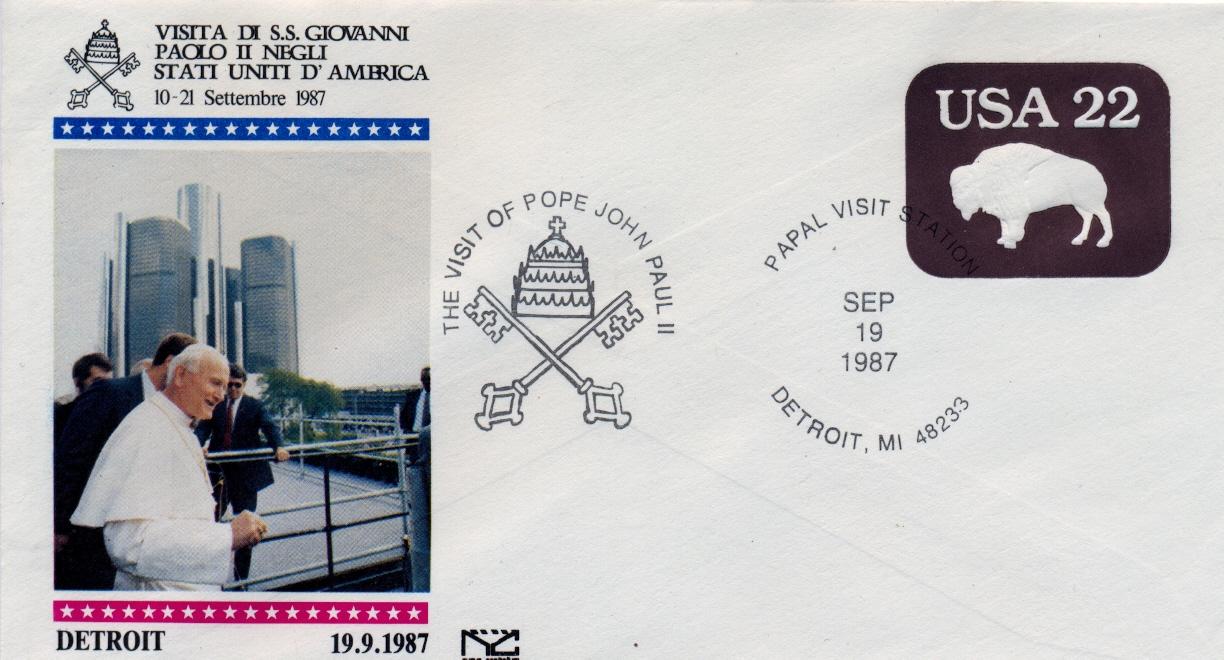 VISITA DI S.S. GIOVANNI
PAOLO II NEGLI
STATI UNITI D' AMERICA
10-21 Settembre 1987
DETROIT 19.9.1987
THE VISIT OF POPE JOHN PAUL II
PAPAL VISIT STATION
SEP
19
1987
DETROIT, MI 48233
USA 22